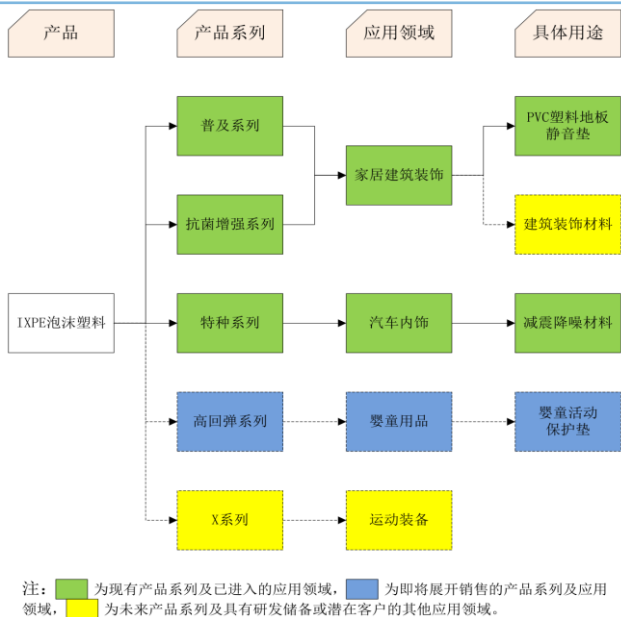 产品
产品系列
应用领域
具体用途
普及系列
PVC塑料地板
静音垫
家居建筑装饰
抗菌增强系列
建筑装饰材料
IXPE泡沫塑料
特种系列
汽车内饰
减震降噪材料
高回弹系列
婴童用品
婴童活动
保护垫
X系列
运动装备
注：为现有产品系列及已进入的应用领域，为即将展开销售的产品系列及应用
领域，为未来产品系列及具有研发储备或潜在客户的其他应用领域。